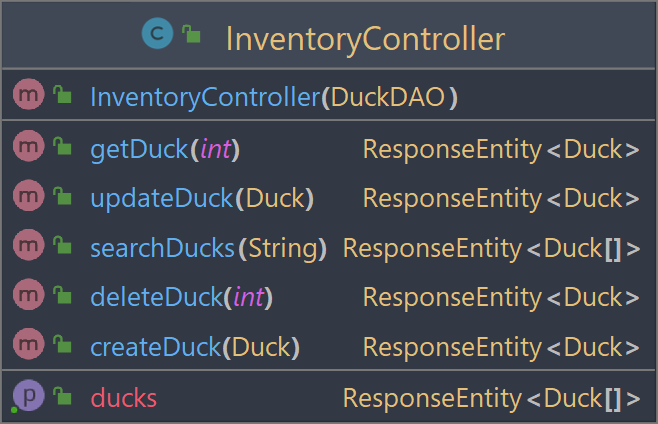 C InventoryController
m InventoryController(DuckDAO)
m getDuck(int) ResponseEntity<Duck>
m updateDuck(Duck) ResponseEntity<Duck>
m searchDucks(String) ResponseEntity<Duck[]>
m deleteDuck(int) ResponseEntity<Duck>
m createDuck(Duck) ResponseEntity<Duck>
p ducks ResponseEntity<Duck[]>